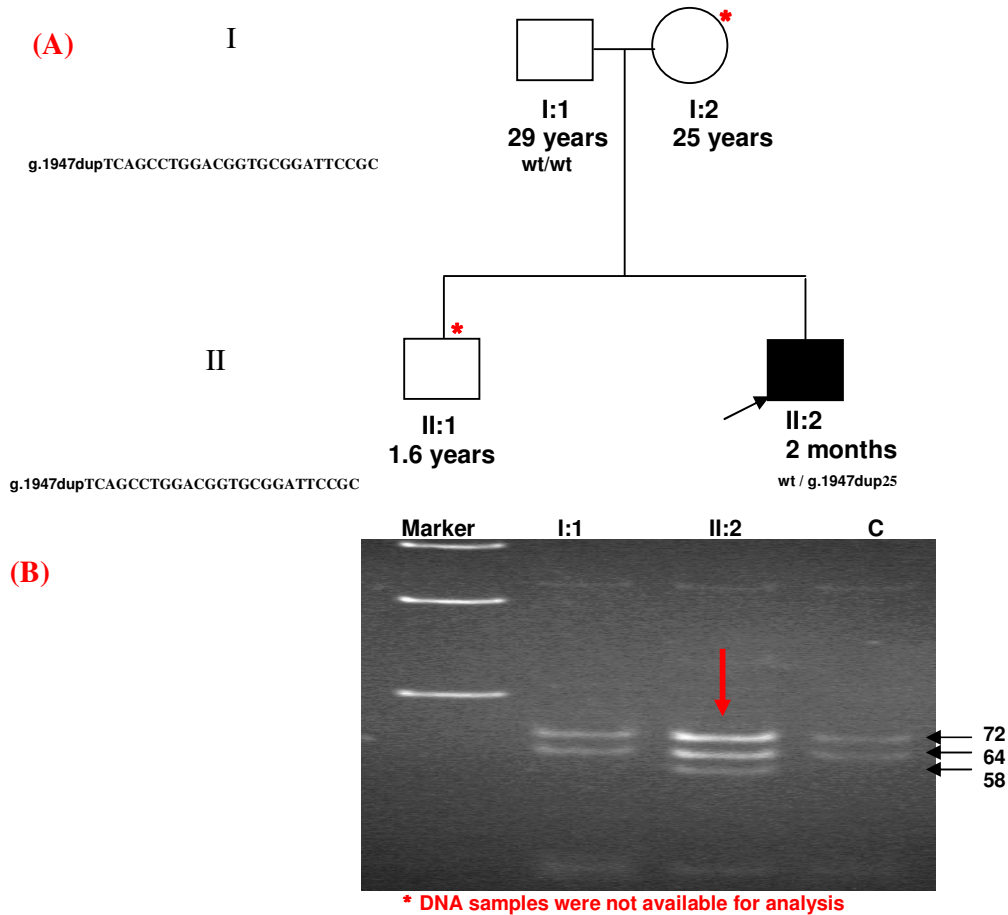 (A)
I
I:1
29 years
wt/wt
*
I:2
25 years
g.1947dupTCAGCCTGGACGGTGCGGATTCCGC
II
*
II:1
1.6 years
II:2
2 months
wt / g.1947dup25
g.1947dupTCAGCCTGGACGGTGCGGATTCCGC
(B)
Marker I:1 II:2 C
72
64
58
* DNA samples were not available for analysis